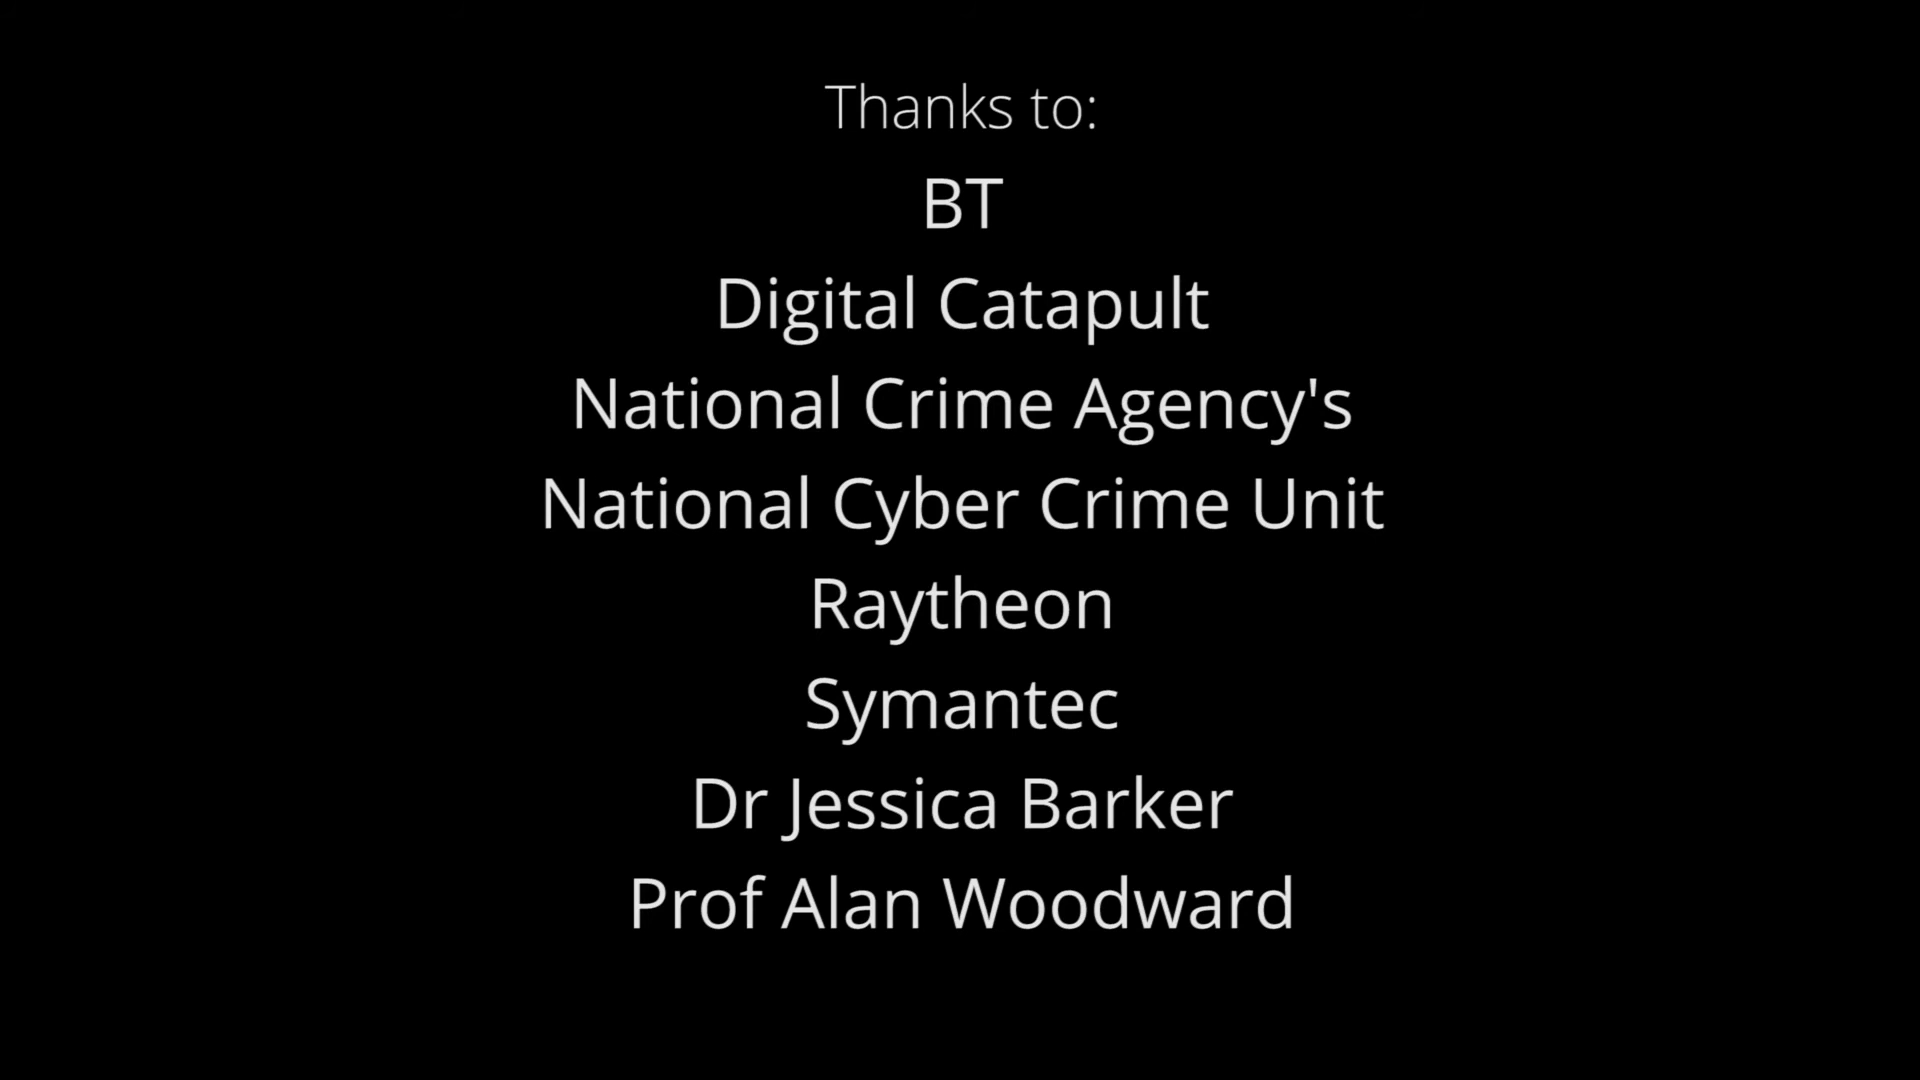 Thanks to:
BT
Digital Catapult
National Crime Agency's
National Cyber Crime Unit
Raytheon
Symantec
Dr Jessica Barker
Prof Alan Woodward